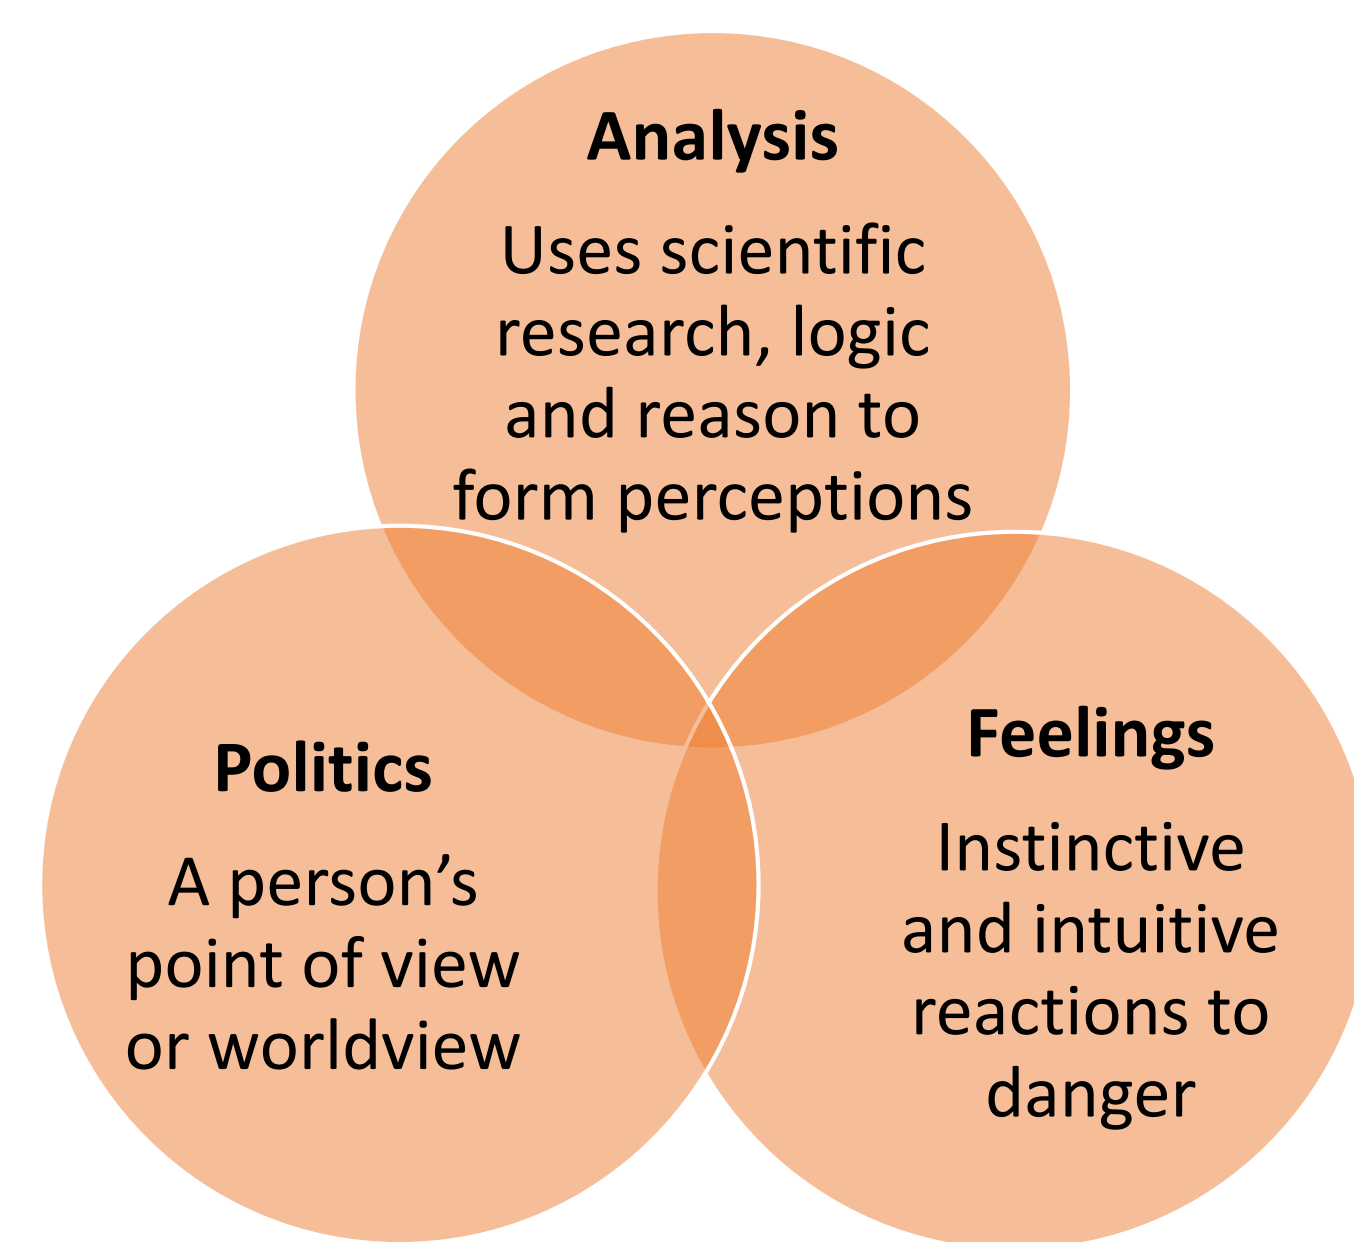 Analysis
Uses scientific
research, logic
and reason to
form perceptions
Politics
A person’s
point of view
or worldview
Feelings
Instinctive
and intuitive
reactions to
danger